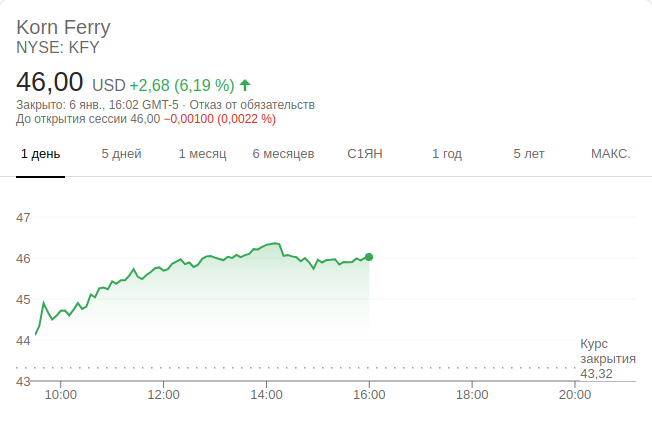 Korn Ferry
NYSE: KFY
46,00 USD +2,68 (6,19 %)
Закрыто: 6 янв., 16:02 GMT-5 · Отказ от обязательств
До открытия сессии 46,00 −0,00100 (0,0022 %)
1 день 5 дней 1 месяц 6 месяцев С1ЯН 1 год 5 лет МАКС.
47
46
45
44
43
Курс
закрытия
43,32
10:00 12:00 14:00 16:00 18:00 20:00